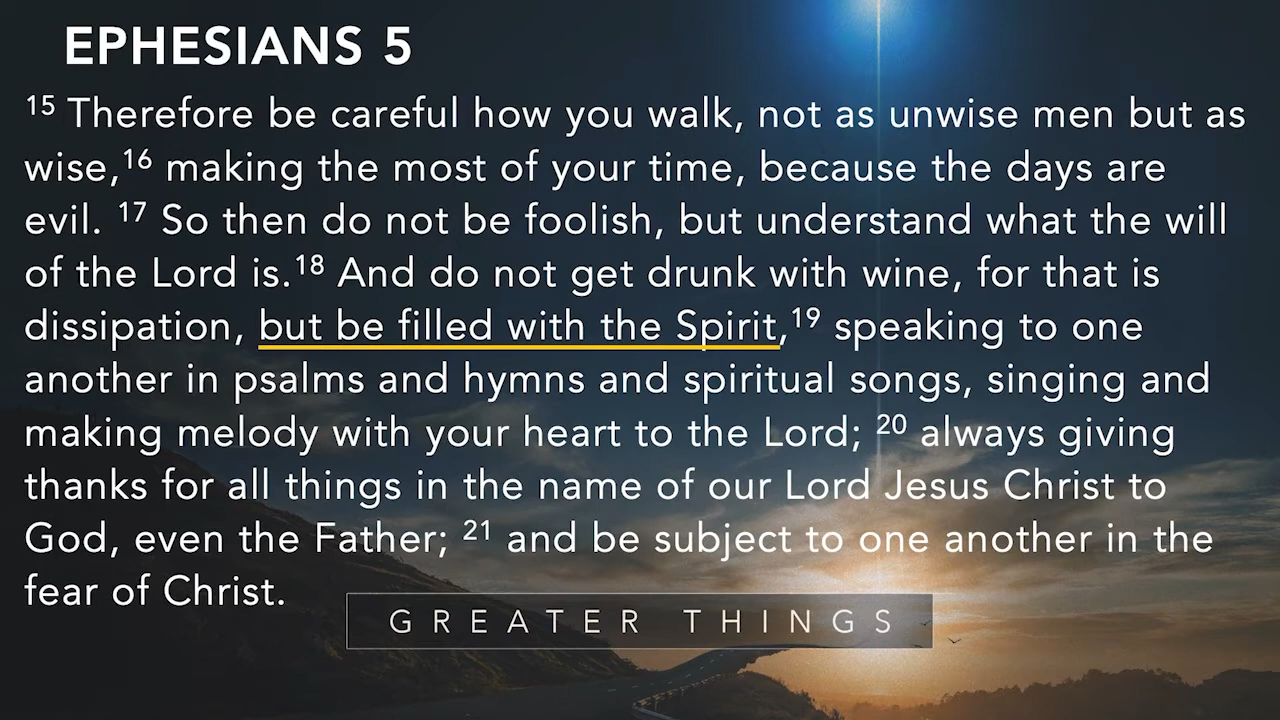 EPHESIANS 5
15 Therefore be careful how you walk, not as unwise men but as
wise,16 making the most of your time, because the days are
evil. 17 So then do not be foolish, but understand what the will
of the Lord is.18 And do not get drunk with wine, for that is
dissipation, but be filled with the Spirit,19 speaking to one
another in psalms and hymns and spiritual songs, singing and
making melody with your heart to the Lord; 20 always giving
thanks for all things in the name of our Lord Jesus Christ to
God, even the Father; 21 and be subject to one another in the
fear of Christ.
GREATER THINGS